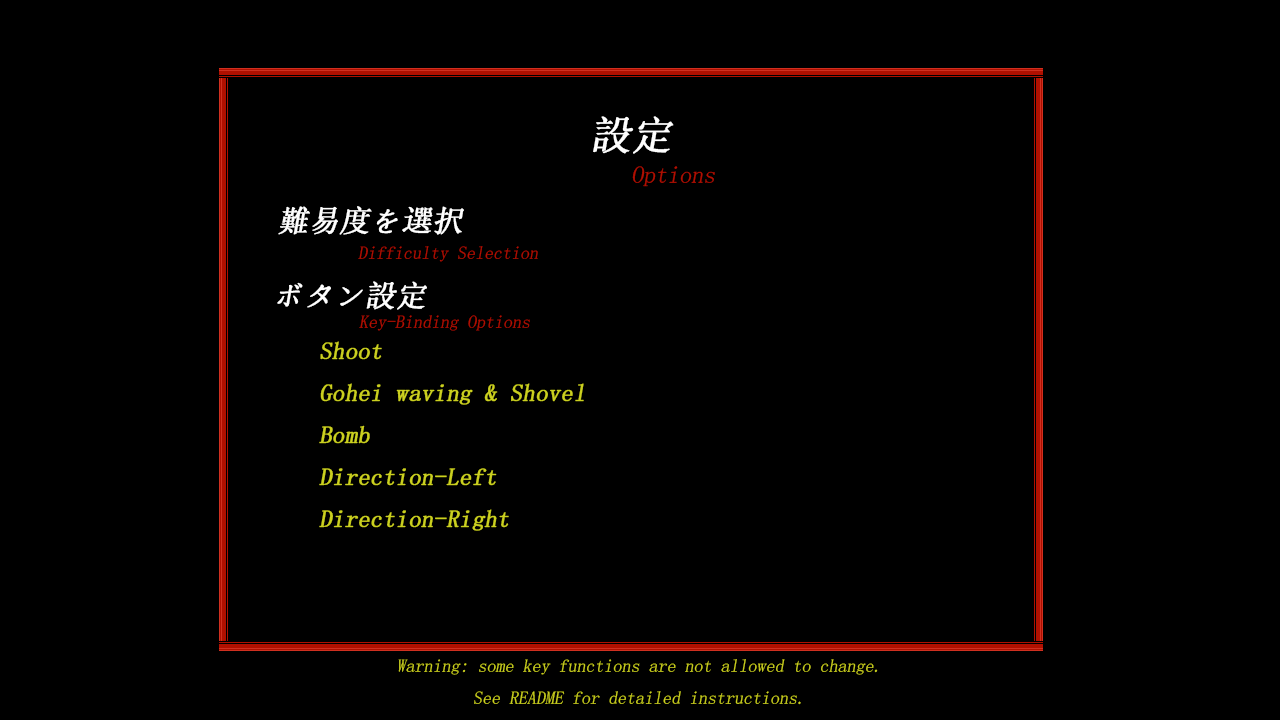 設定
Options
難易度を選択
Difficulty Selection
ボタン設定
Key-Binding Options
Shoot
Gohei waving & Shovel
Bomb
Direction-Left
Direction-Right
Warning: some key functions are not allowed to change.
See README for detailed instructions.